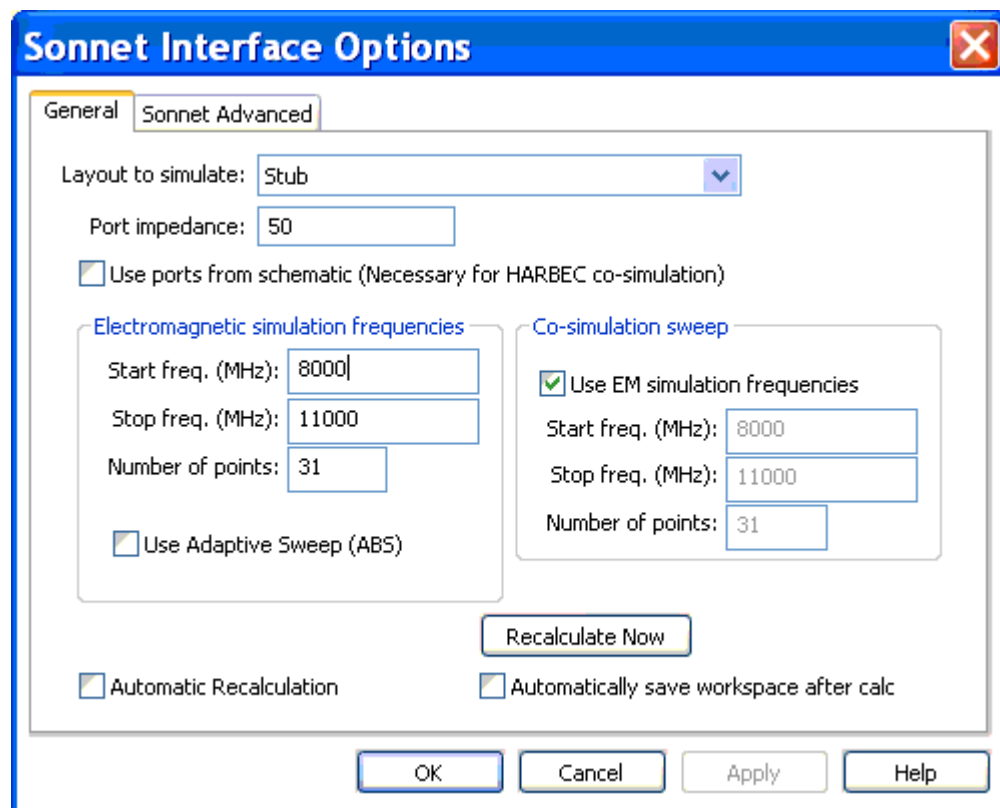 Sonnet Interface Options
General
Sonnet Advanced
Layout to simulate: Stub
Port impedance: 50
Use ports from schematic (Necessary for HARBEC co-simulation)
Electromagnetic simulation frequencies
Start freq. (MHz): 8000
Stop freq. (MHz): 11000
Number of points: 31
Use Adaptive Sweep (ABS)
Co-simulation sweep
Use EM simulation frequencies
Start freq. (MHz): 8000
Stop freq. (MHz): 11000
Number of points: 31
Recalculate Now
Automatic Recalculation
Automatically save workspace after calc
OK
Cancel
Apply
Help